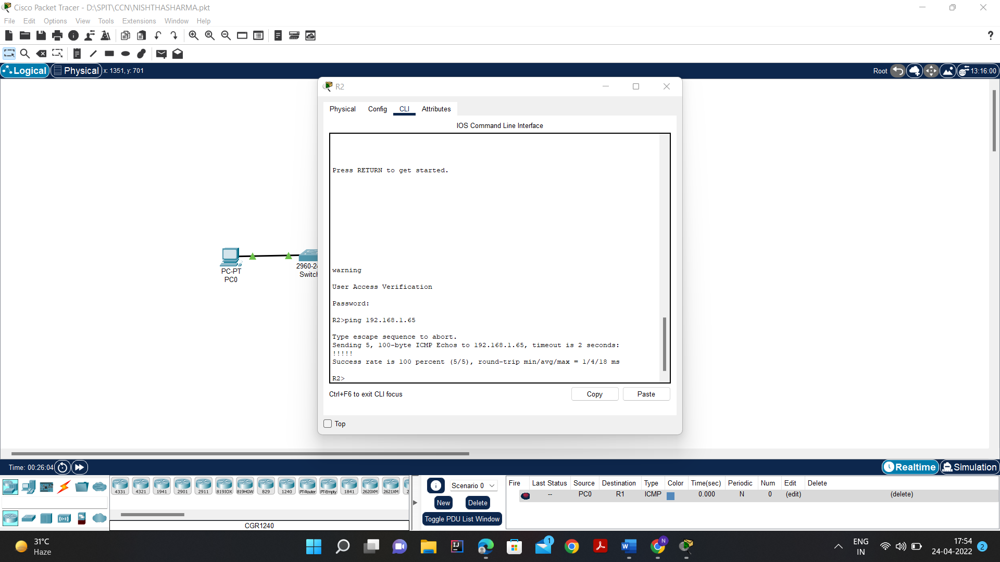 Cisco Packet Tracer - D:\SPIT\CCN\NISHTHASHARMA.pkt
File Edit Options View Tools Extensions Window Help
?
Logical Physical x: 1351, y: 701 Root 13:16:00
R2
Physical Config CLI Attributes
IOS Command Line Interface
Press RETURN to get started.
warning
User Access Verification
Password:
R2>ping 192.168.1.65
Type escape sequence to abort.
Sending 5, 100-byte ICMP Echos to 192.168.1.65, timeout is 2 seconds:
!!!!!
Success rate is 100 percent (5/5), round-trip min/avg/max = 1/4/18 ms
R2>
Ctrl+F6 to exit CLI focus Copy Paste
Top
PC-PT
PC0
2960-24
Switch
Time: 00:26:04 Realtime Simulation
4331 4321 1941 2901 2911 819IOX 819HGW 829 1240 PT-Router PT-Empty 1841 2620XM 2621XM 2
CGR1240
Scenario 0
New Delete
Toggle PDU List Window
Fire Last Status Source Destination Type Color Time(sec) Periodic Num Edit Delete
-- PC0 R1 ICMP 0.000 N 0 (edit) (delete)
31°C
Haze
1
N
ENG
IN
17:54
24-04-2022
2